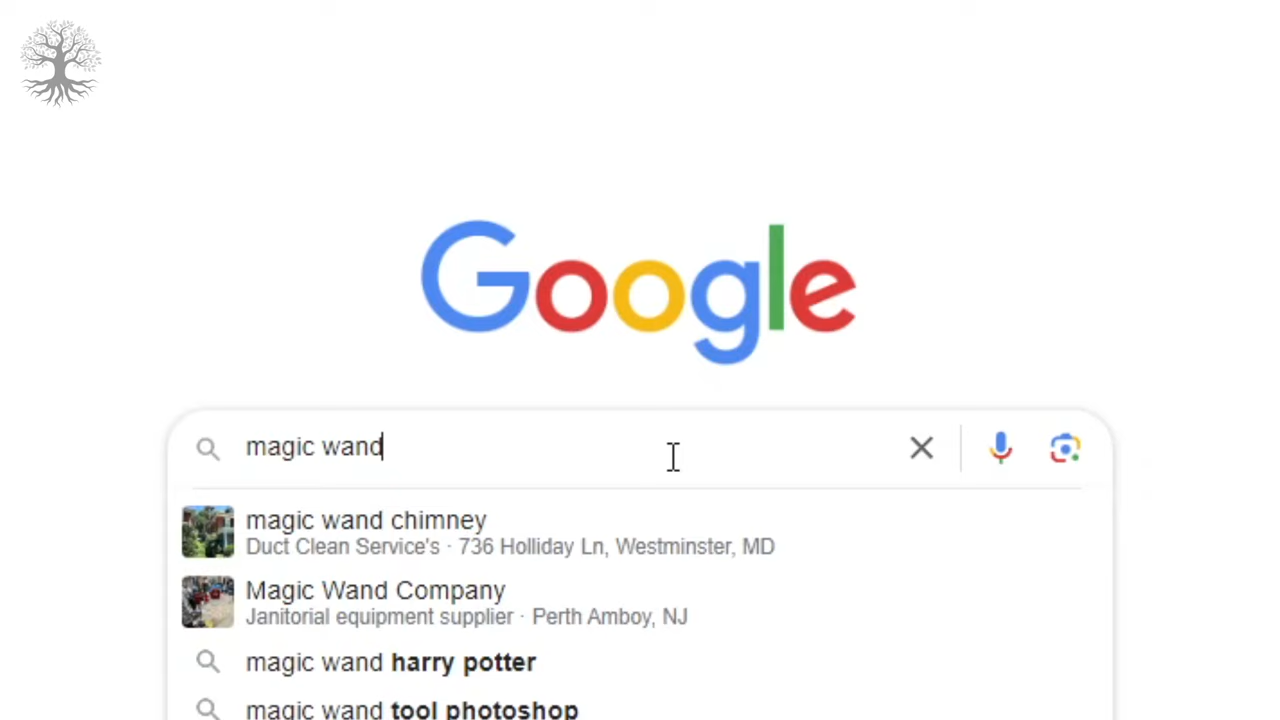 Google
magic wand
magic wand chimney
Duct Clean Service's · 736 Holliday Ln, Westminster, MD
Magic Wand Company
Janitorial equipment supplier · Perth Amboy, NJ
magic wand harry potter
magic wand tool photoshop